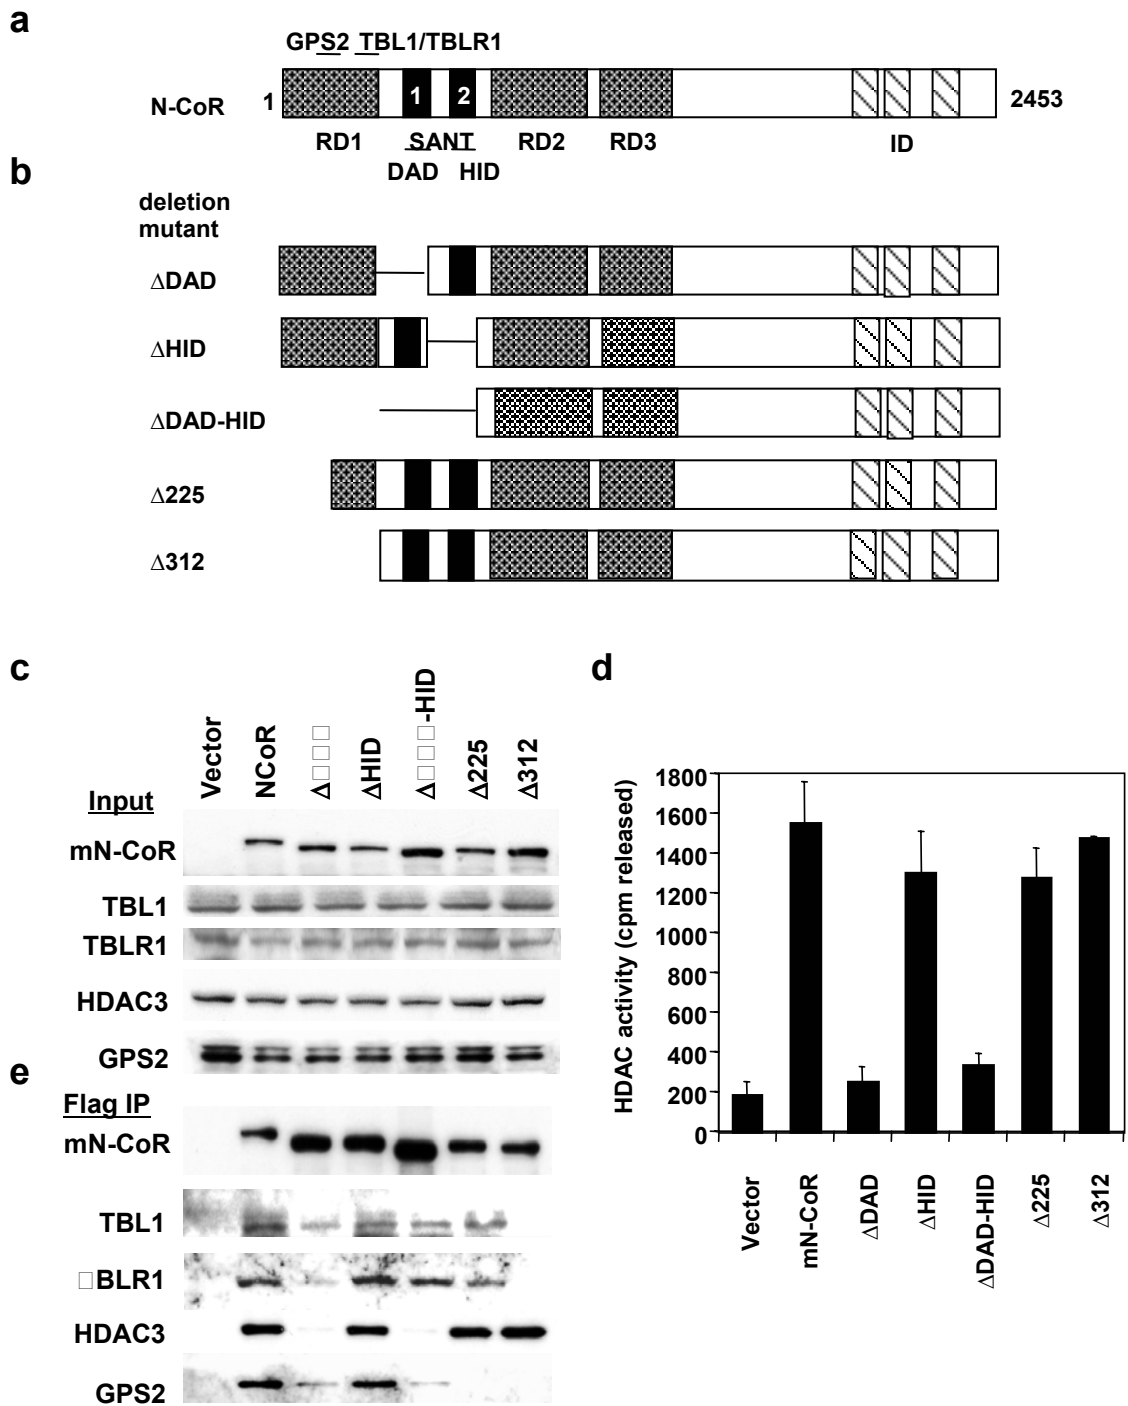 a
GPS2 TBL1/TBLR1
N-CoR 1 1 2 2453
RD1 SANT RD2 RD3 ID
DAD HID
b
deletion
mutant
ΔDAD
ΔHID
ΔDAD-HID
Δ225
Δ312
c
Vector NCoR Δ□□□ ΔHID Δ□□□-HID Δ225 Δ312
Input
mN-CoR
TBL1
TBLR1
HDAC3
GPS2
d
HDAC activity (cpm released)
1800
1600
1400
1200
1000
800
600
400
200
0
Vector mN-CoR ΔDAD ΔHID ΔDAD-HID Δ225 Δ312
e
Flag IP
mN-CoR
TBL1
□BLR1
HDAC3
GPS2